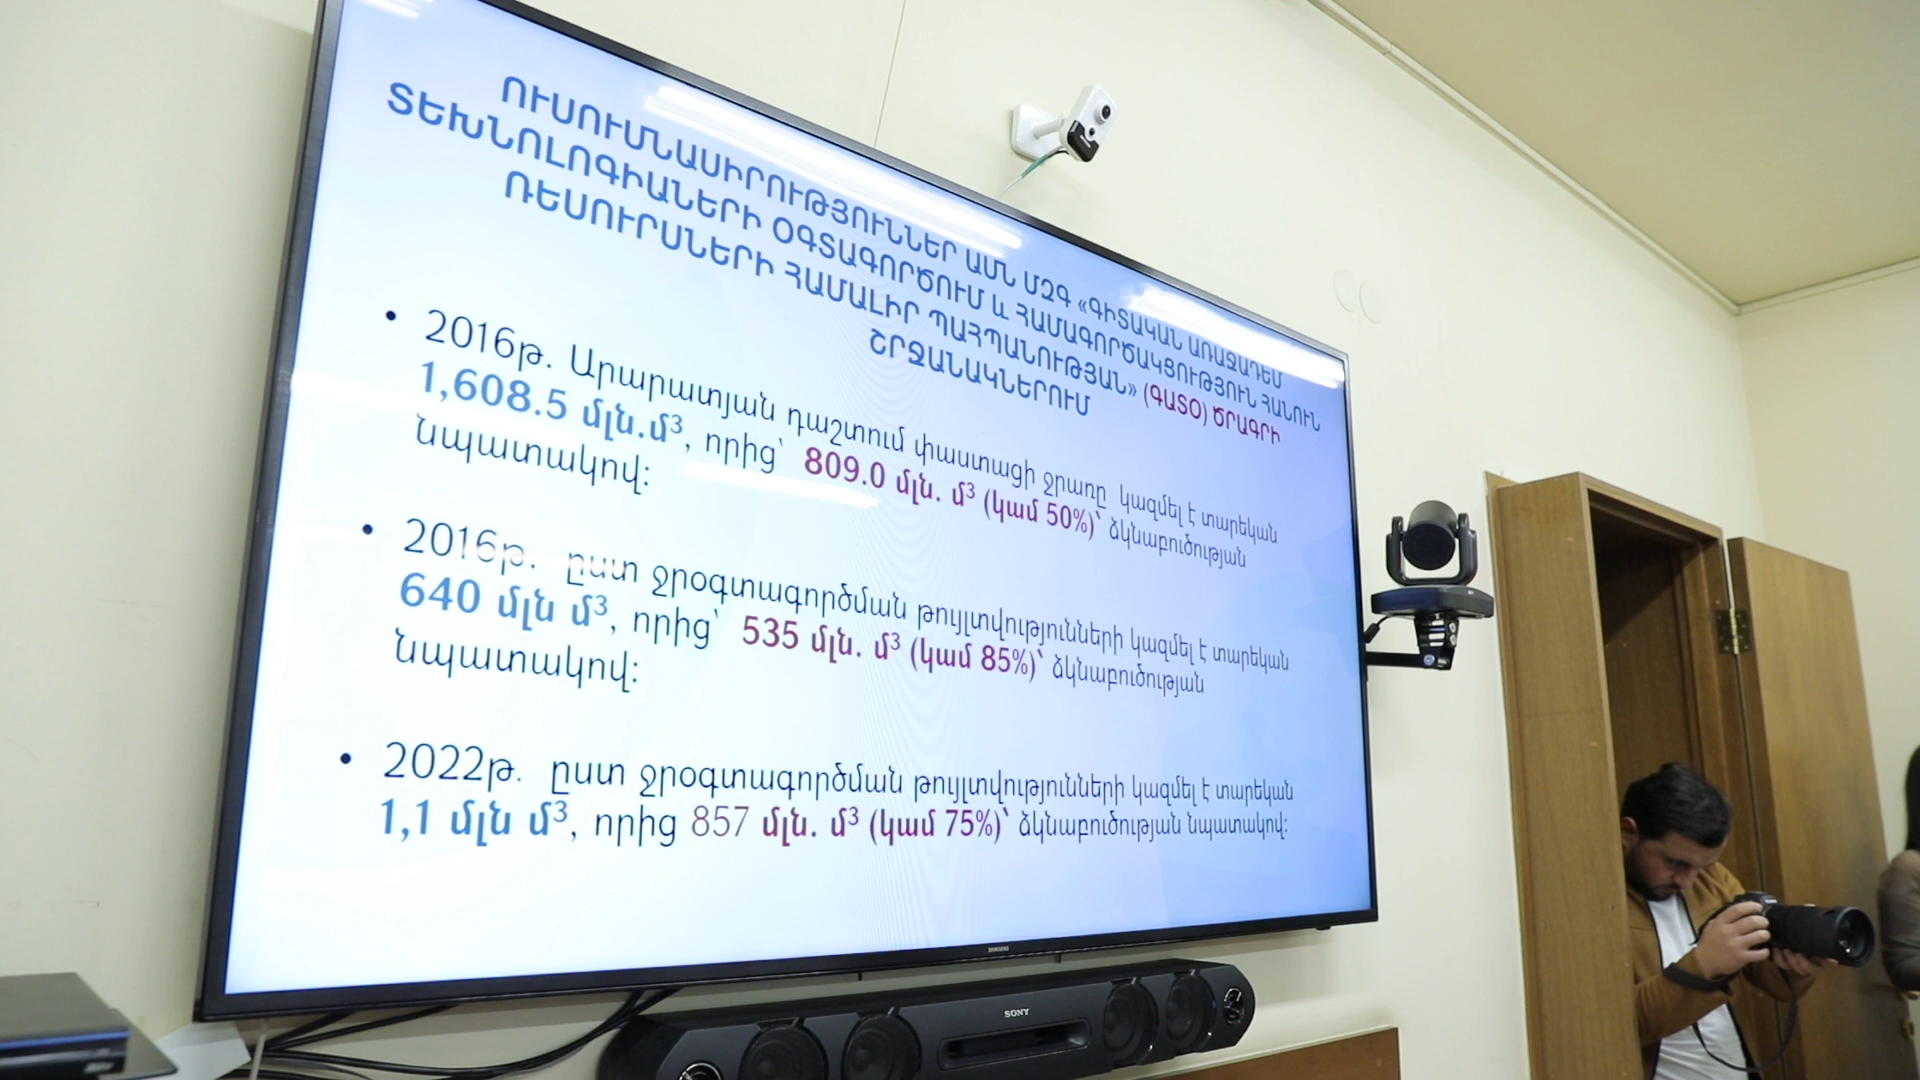 ՈՒՍՈՒՄՆԱՍԻՐՈՒԹՅՈՒՆՆԵՐ ԱՄՆ ՄԶԳ «ԳԻՏԱԿԱՆ ԱՌԱՋԱԴԵՄ
ՏԵԽՆՈԼՈԳԻԱՆԵՐԻ ՕԳՏԱԳՈՐԾՈՒՄ և ՀԱՄԱԳՈՐԾԱԿՑՈՒԹՅՈՒՆ ՀԱՆՈՒՆ
ՌԵՍՈՒՐՍՆԵՐԻ ՀԱՄԱԼԻՐ ՊԱՀՊԱՆՈՒԹՅԱՆ» (ԳԱՏՕ) ԾՐԱԳՐԻ
ՇՐՋԱՆԱԿՆԵՐՈՒՄ
• 2016թ. Արարատյան դաշտում փաստացի ջրառը կազմել է տարեկան
1,608.5 մլն.մ³, որից՝ 809.0 մլն. մ³ (կամ 50%)՝ ձկնաբուծության
նպատակով:
• 2016թ. ըստ ջրօգտագործման թույլտվությունների կազմել է տարեկան
640 մլն մ³, որից՝ 535 մլն. մ³ (կամ 85%)՝ ձկնաբուծության
նպատակով:
• 2022թ. ըստ ջրօգտագործման թույլտվությունների կազմել է տարեկան
1,1 մլն մ³, որից 857 մլն. մ³ (կամ 75%)՝ ձկնաբուծության նպատակով:
SAMSUNG
SONY